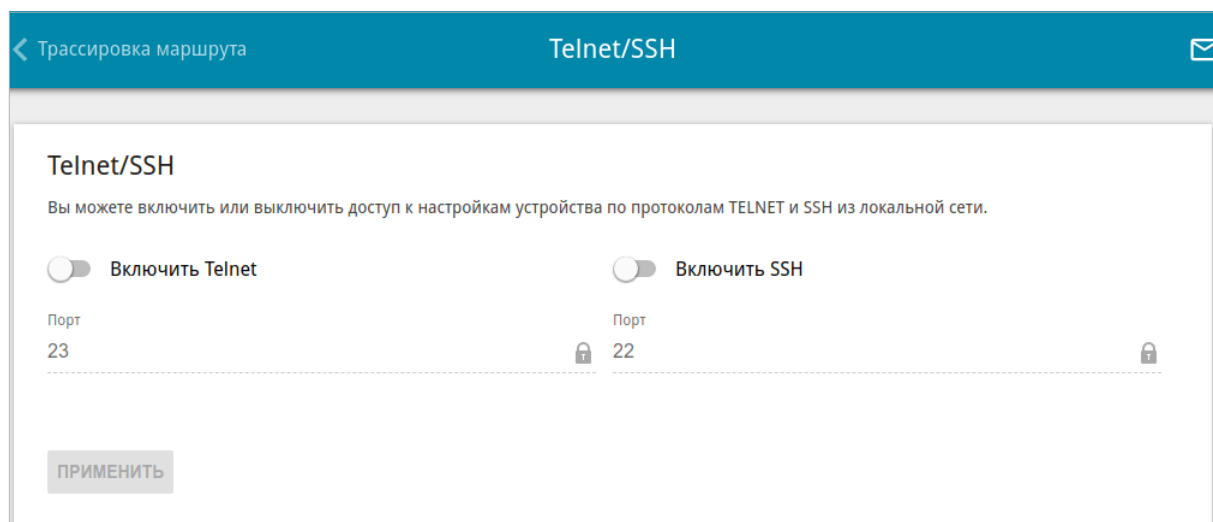 Трассировка маршрута
Telnet/SSH
Telnet/SSH
Вы можете включить или выключить доступ к настройкам устройства по протоколам TELNET и SSH из локальной сети.
Включить Telnet
Включить SSH
Порт
Порт
23
22
ПРИМЕНИТЬ